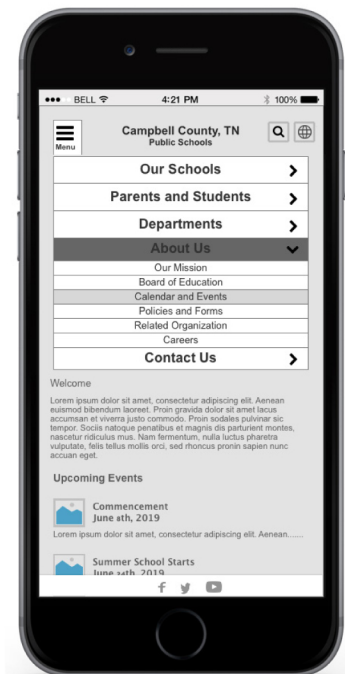 BELL
4:21 PM
100%
Menu
Campbell County, TN
Public Schools
Our Schools
Parents and Students
Departments
About Us
Our Mission
Board of Education
Calendar and Events
Policies and Forms
Related Organization
Careers
Contact Us
Welcome
Lorem ipsum dolor sit amet, consectetur adipiscing elit. Aenean
euismod bibendum laoreet. Proin gravida dolor sit amet lacus
accumsan et viverra justo commodo. Proin sodales pulvinar sic
tempor. Sociis natoque penatibus et magnis dis parturient montes,
nascetur ridiculus mus. Nam fermentum, nulla luctus pharetra
vulputate, felis tellus mollis orci, sed rhoncus pronin sapien nunc
accuan eget.
Upcoming Events
Commencement
June 8th, 2019
Lorem ipsum dolor sit amet, consectetur adipiscing elit. Aenean.......
Summer School Starts
June 24th, 2019